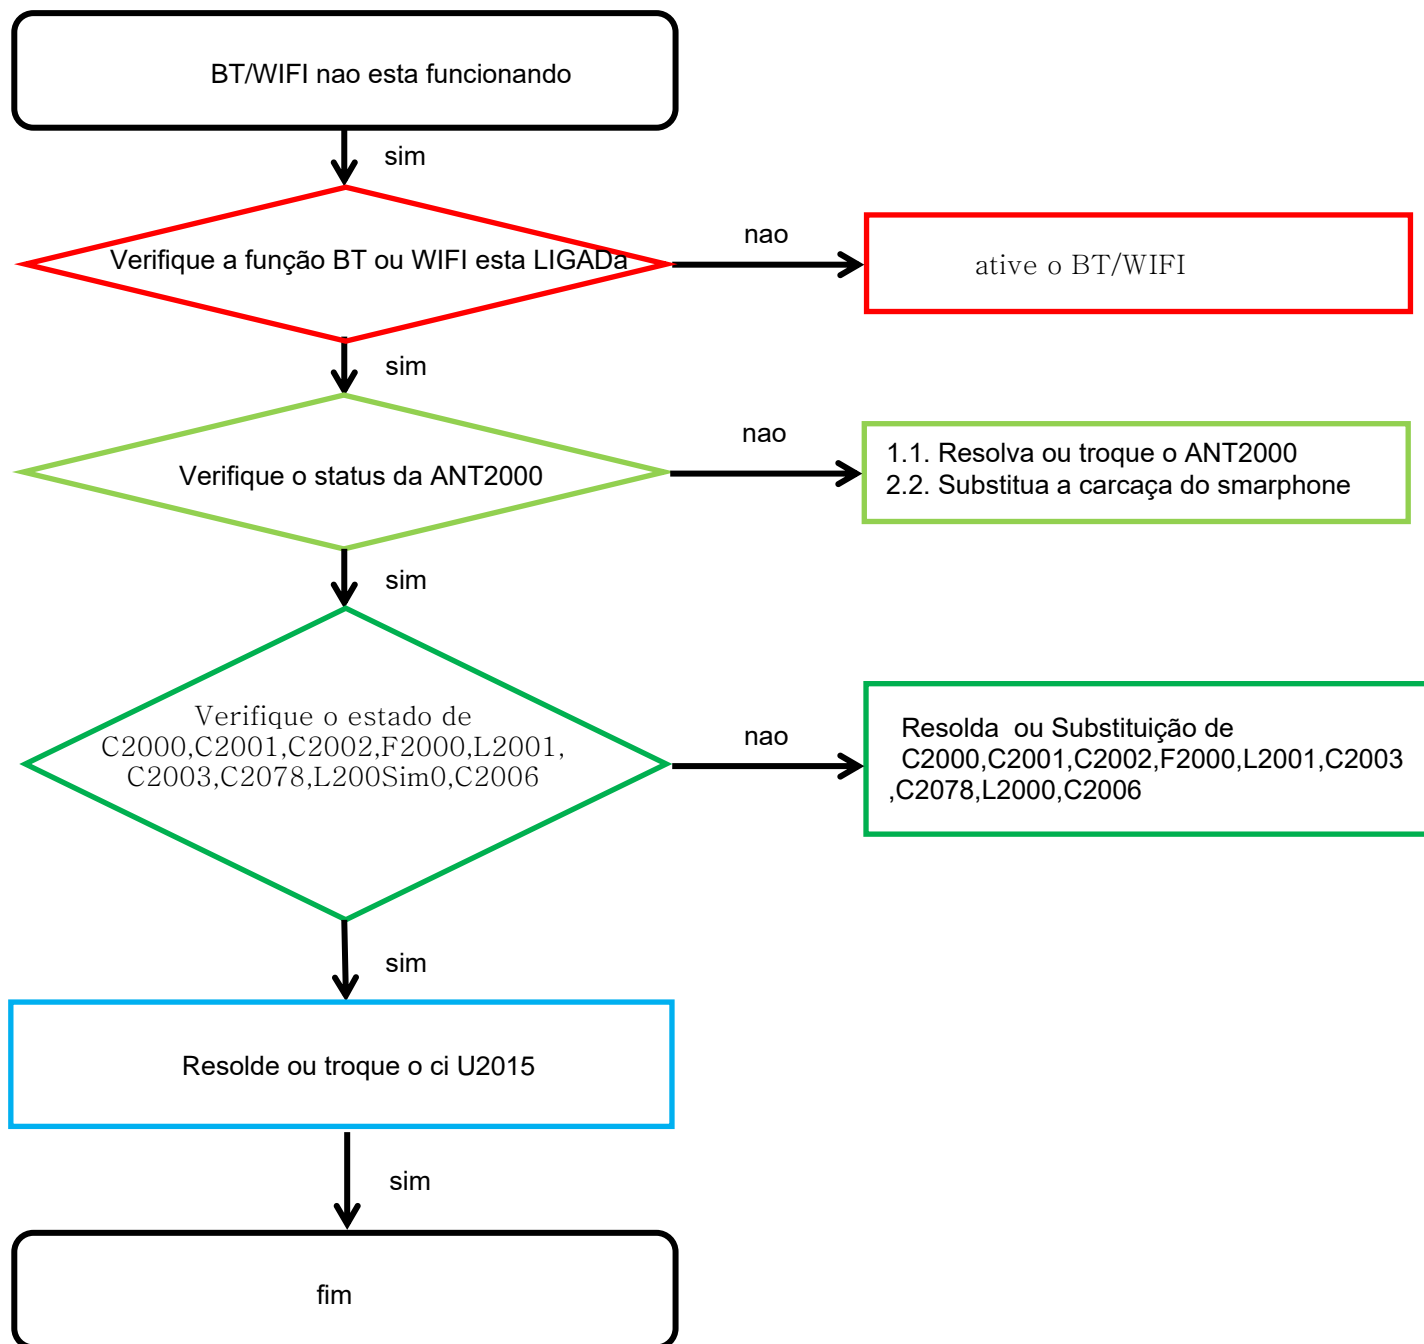 BT/WIFI nao esta funcionando
sim
Verifique a função BT ou WIFI esta LIGADa
nao
ative o BT/WIFI
sim
Verifique o status da ANT2000
nao
1.1. Resolva ou troque o ANT2000
2.2. Substitua a carcaça do smarphone
sim
Verifique o estado de
C2000,C2001,C2002,F2000,L2001,
C2003,C2078,L200Sim0,C2006
nao
Resolda  ou Substituição de
C2000,C2001,C2002,F2000,L2001,C2003
,C2078,L2000,C2006
sim
Resolde ou troque o ci U2015
sim
fim